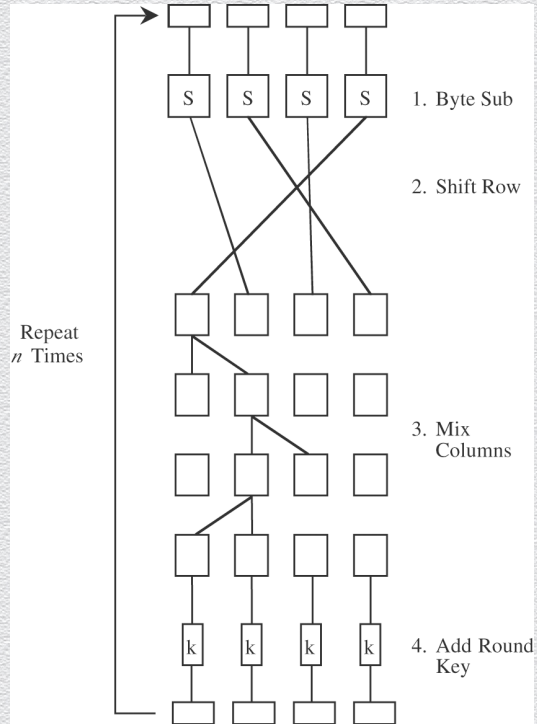 S S S S
1. Byte Sub
2. Shift Row
Repeat
n Times
3. Mix
Columns
k k k k
4. Add Round
Key